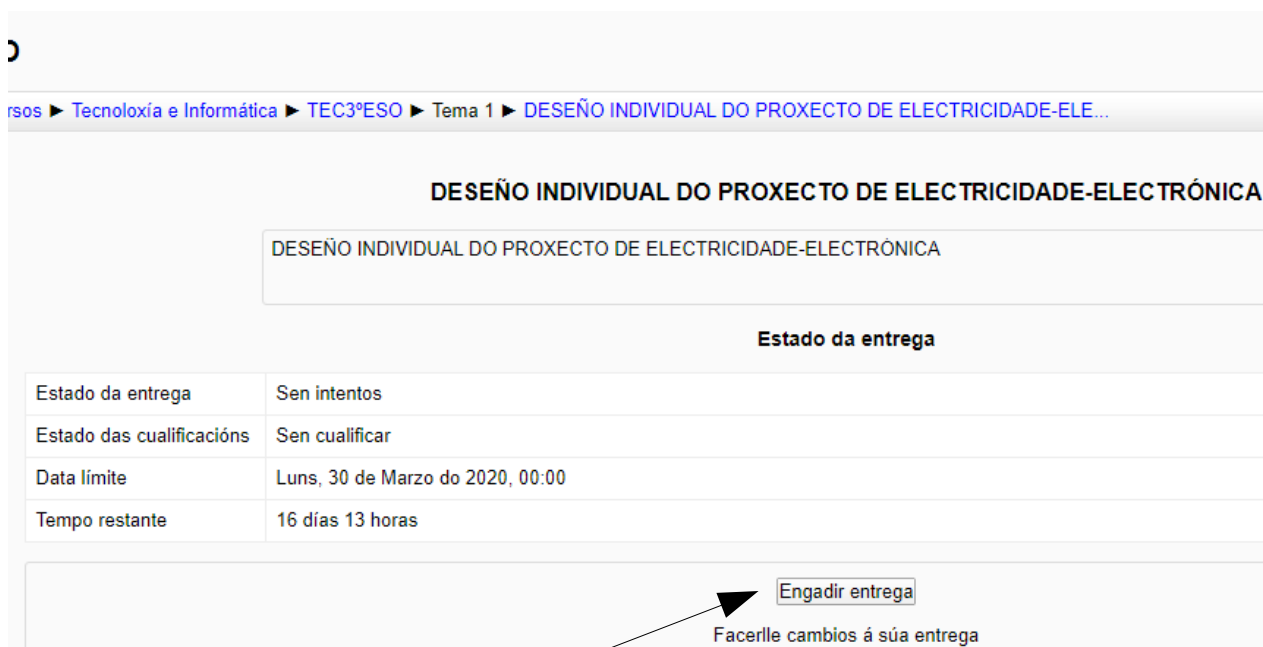 O
rsos ► Tecnoloxía e Informática ► TEC3ºESO ► Tema 1 ► DESEÑO INDIVIDUAL DO PROXECTO DE ELECTRICIDADE-ELE...
DESEÑO INDIVIDUAL DO PROXECTO DE ELECTRICIDADE-ELECTRÓNICA
DESEÑO INDIVIDUAL DO PROXECTO DE ELECTRICIDADE-ELECTRÓNICA
Estado da entrega
Estado da entrega Sen intentos
Estado das cualificacións Sen cualificar
Data límite Luns, 30 de Marzo do 2020, 00:00
Tempo restante 16 días 13 horas
Engadir entrega
Facerlle cambios á súa entrega